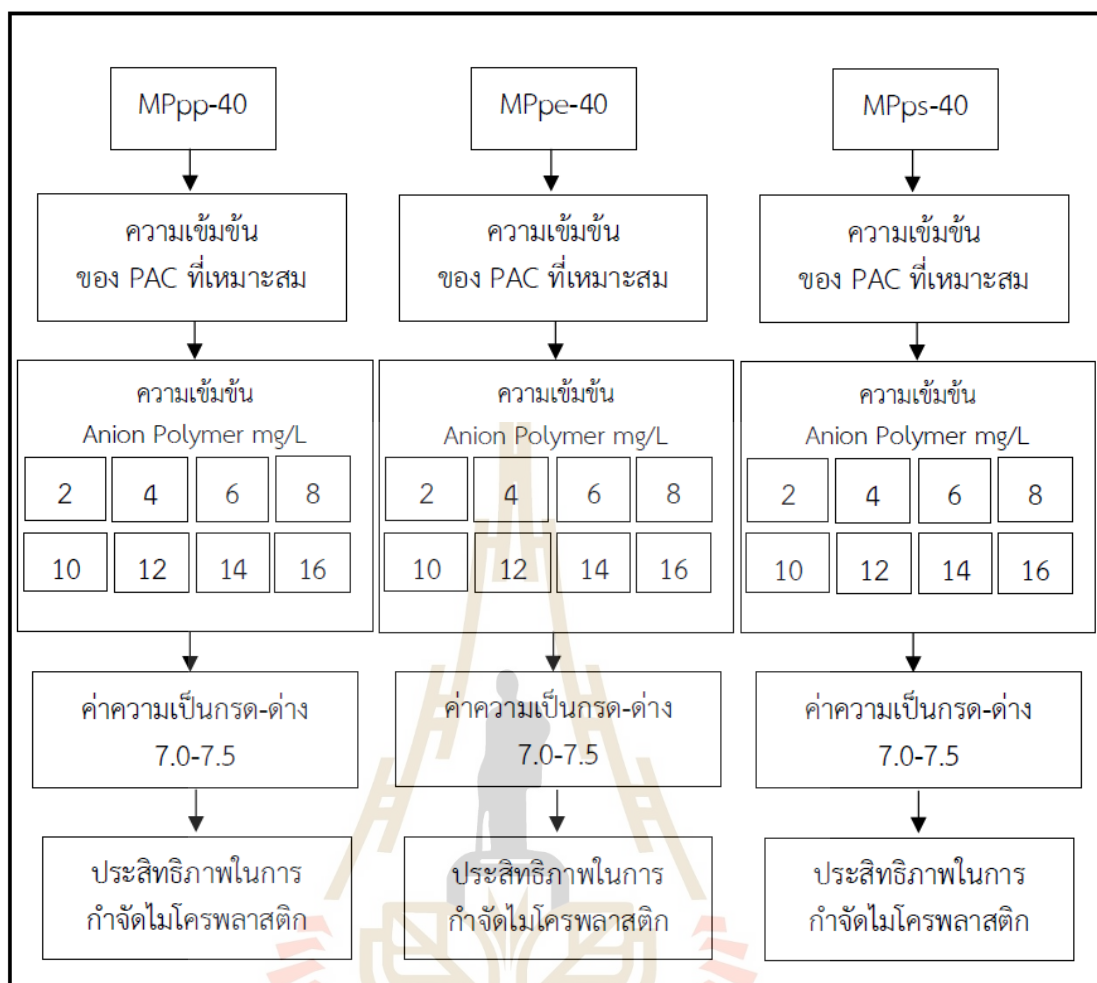 MPpp-40
ความเข้มข้น
ของ PAC ที่เหมาะสม
ความเข้มข้น
Anion Polymer mg/L
2 4 6 8
10 12 14 16
ค่าความเป็นกรด-ด่าง
7.0-7.5
ประสิทธิภาพในการ
กำจัดไมโครพลาสติก
MPpe-40
ความเข้มข้น
ของ PAC ที่เหมาะสม
ความเข้มข้น
Anion Polymer mg/L
2 4 6 8
10 12 14 16
ค่าความเป็นกรด-ด่าง
7.0-7.5
ประสิทธิภาพในการ
กำจัดไมโครพลาสติก
MPps-40
ความเข้มข้น
ของ PAC ที่เหมาะสม
ความเข้มข้น
Anion Polymer mg/L
2 4 6 8
10 12 14 16
ค่าความเป็นกรด-ด่าง
7.0-7.5
ประสิทธิภาพในการ
กำจัดไมโครพลาสติก